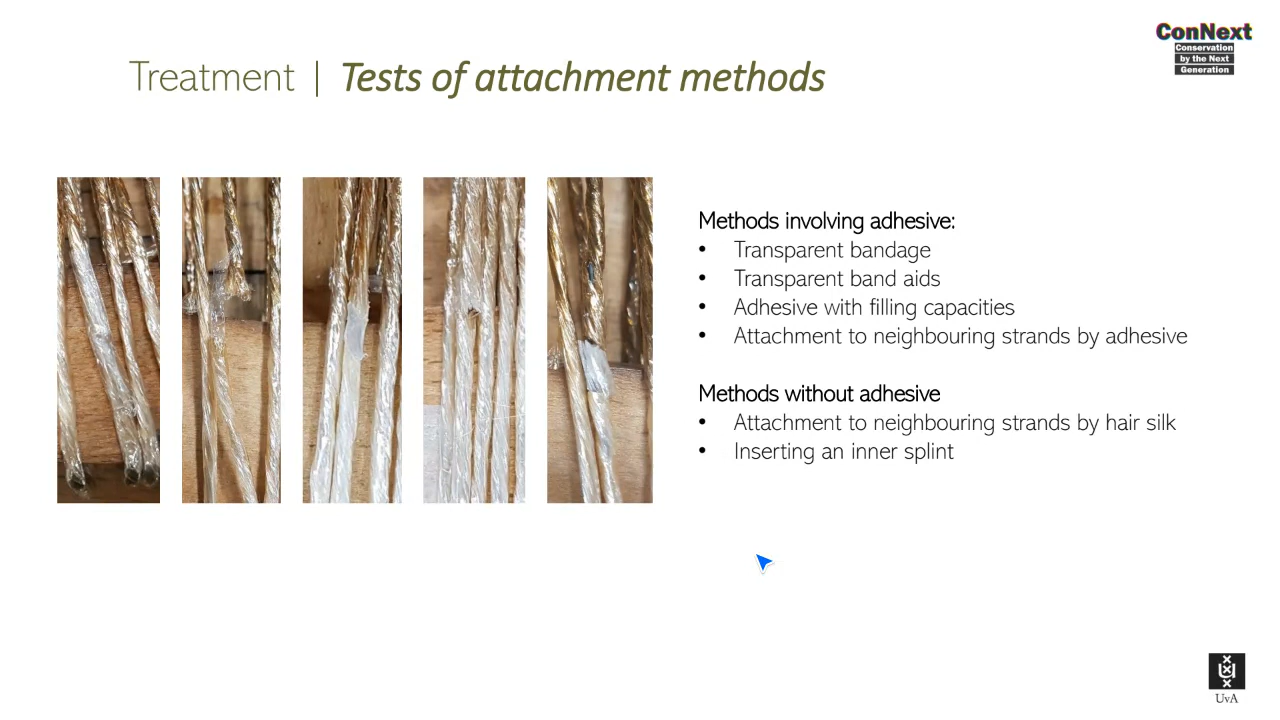 ConNext
Conservation
by the Next
Generation
Treatment | Tests of attachment methods
Methods involving adhesive:
• Transparent bandage
• Transparent band aids
• Adhesive with filling capacities
• Attachment to neighbouring strands by adhesive
Methods without adhesive
• Attachment to neighbouring strands by hair silk
• Inserting an inner splint
UvA